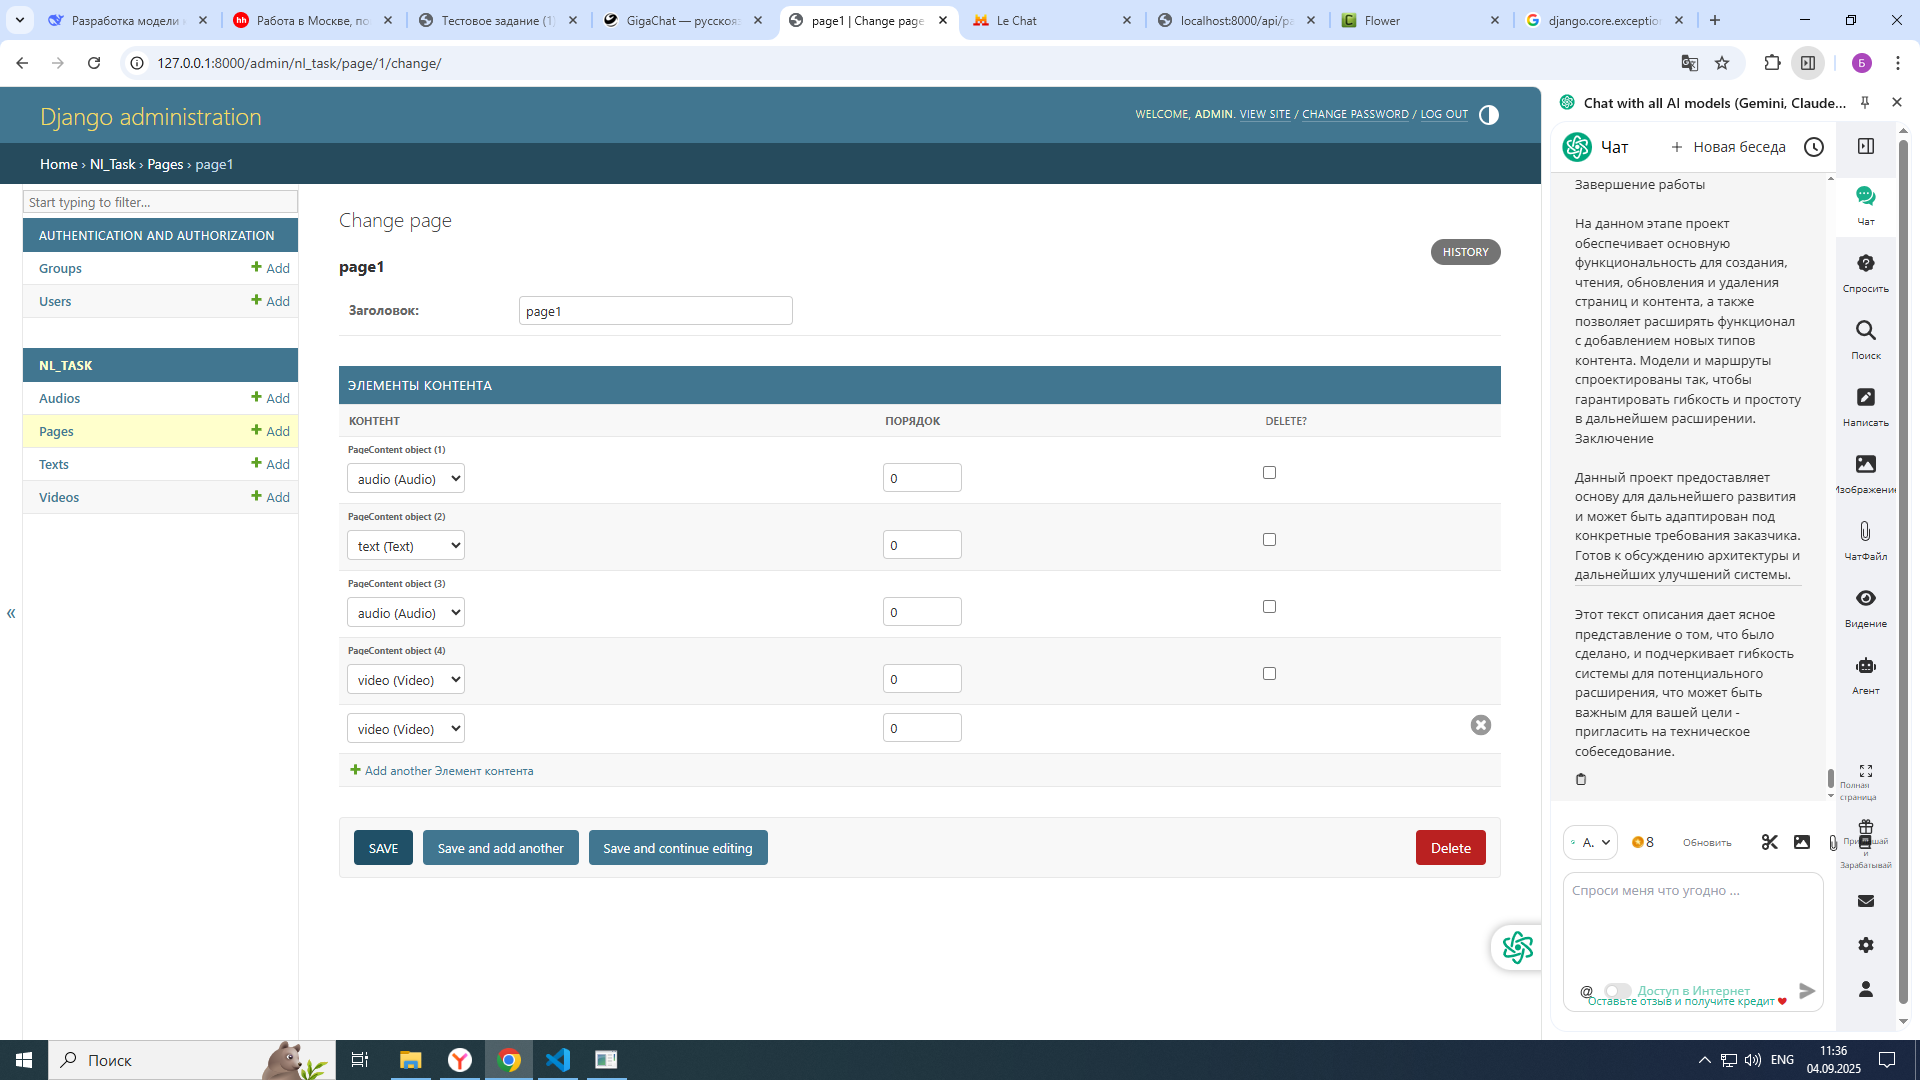 Разработка модели
Работа в Москве, по
Тестовое задание (1)
GigaChat — русскояз
page1 | Change page
Le Chat
localhost:8000/api/pa
Flower
django.core.exception
127.0.0.1:8000/admin/nl_task/page/1/change/
Б
Django administration
WELCOME, ADMIN. VIEW SITE / CHANGE PASSWORD / LOG OUT
Home › Nl_Task › Pages › page1
Start typing to filter...
AUTHENTICATION AND AUTHORIZATION
Groups
Add
Users
Add
NL_TASK
Audios
Add
Pages
Add
Texts
Add
Videos
Add
«
Change page
HISTORY
page1
Заголовок:
page1
ЭЛЕМЕНТЫ КОНТЕНТА
КОНТЕНТ ПОРЯДОК DELETE?
PageContent object (1)
audio (Audio) 0
PageContent object (2)
text (Text) 0
PageContent object (3)
audio (Audio) 0
PageContent object (4)
video (Video) 0
video (Video) 0
Add another Элемент контента
SAVE
Save and add another
Save and continue editing
Delete
Chat with all AI models (Gemini, Claude...
Чат
+ Новая беседа
Завершение работы
На данном этапе проект
обеспечивает основную
функциональность для создания,
чтения, обновления и удаления
страниц и контента, а также
позволяет расширять функционал
с добавлением новых типов
контента. Модели и маршруты
спроектированы так, чтобы
гарантировать гибкость и простоту
в дальнейшем расширении.
Заключение
Данный проект предоставляет
основу для дальнейшего развития
и может быть адаптирован под
конкретные требования заказчика.
Готов к обсуждению архитектуры и
дальнейших улучшений системы.
Этот текст описания дает ясное
представление о том, что было
сделано, и подчеркивает гибкость
системы для потенциального
расширения, что может быть
важным для вашей цели -
пригласить на техническое
собеседование.
A.
8
Обновить
Спроси меня что угодно ...
@
Доступ в Интернет
Оставьте отзыв и получите кредит
Чат
Спросить
Поиск
Написать
Изображение
ЧатФайл
Видение
Агент
Полная
страница
и
Зарабатывай
Поиск
ENG
11:36
04.09.2025